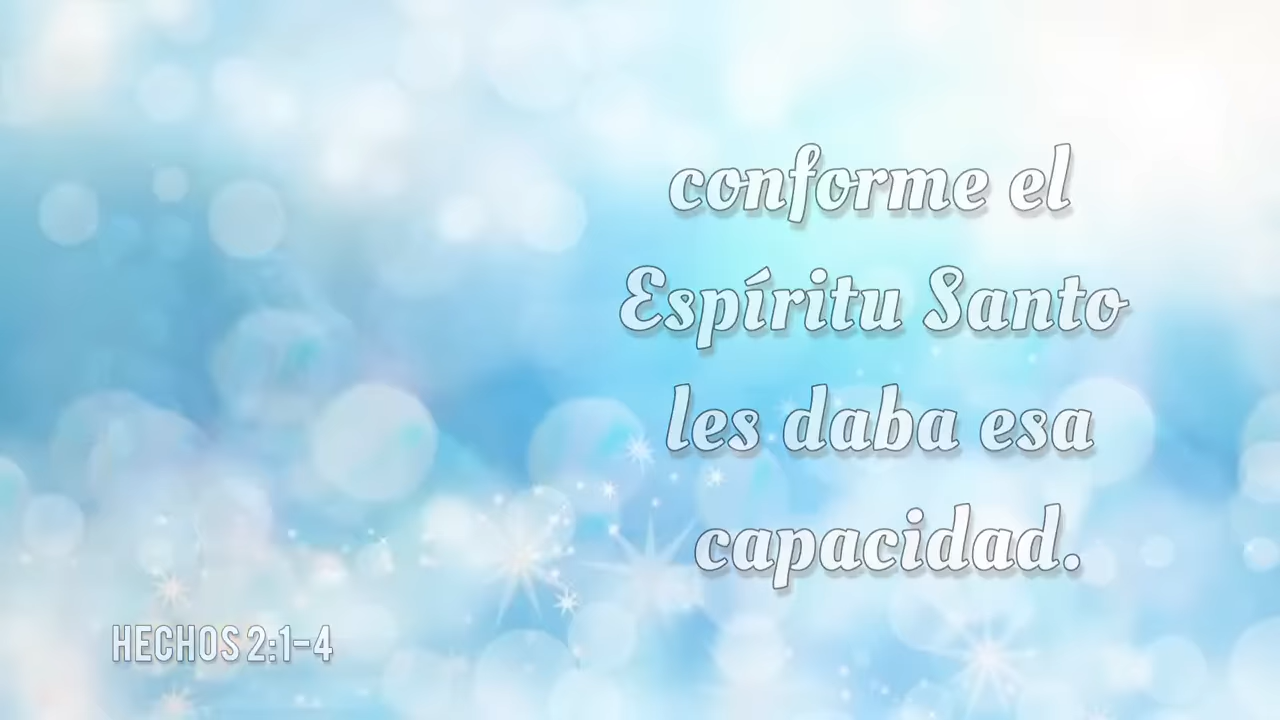 conforme el
Espíritu Santo
les daba esa
capacidad.
HECHOS 2:1-4